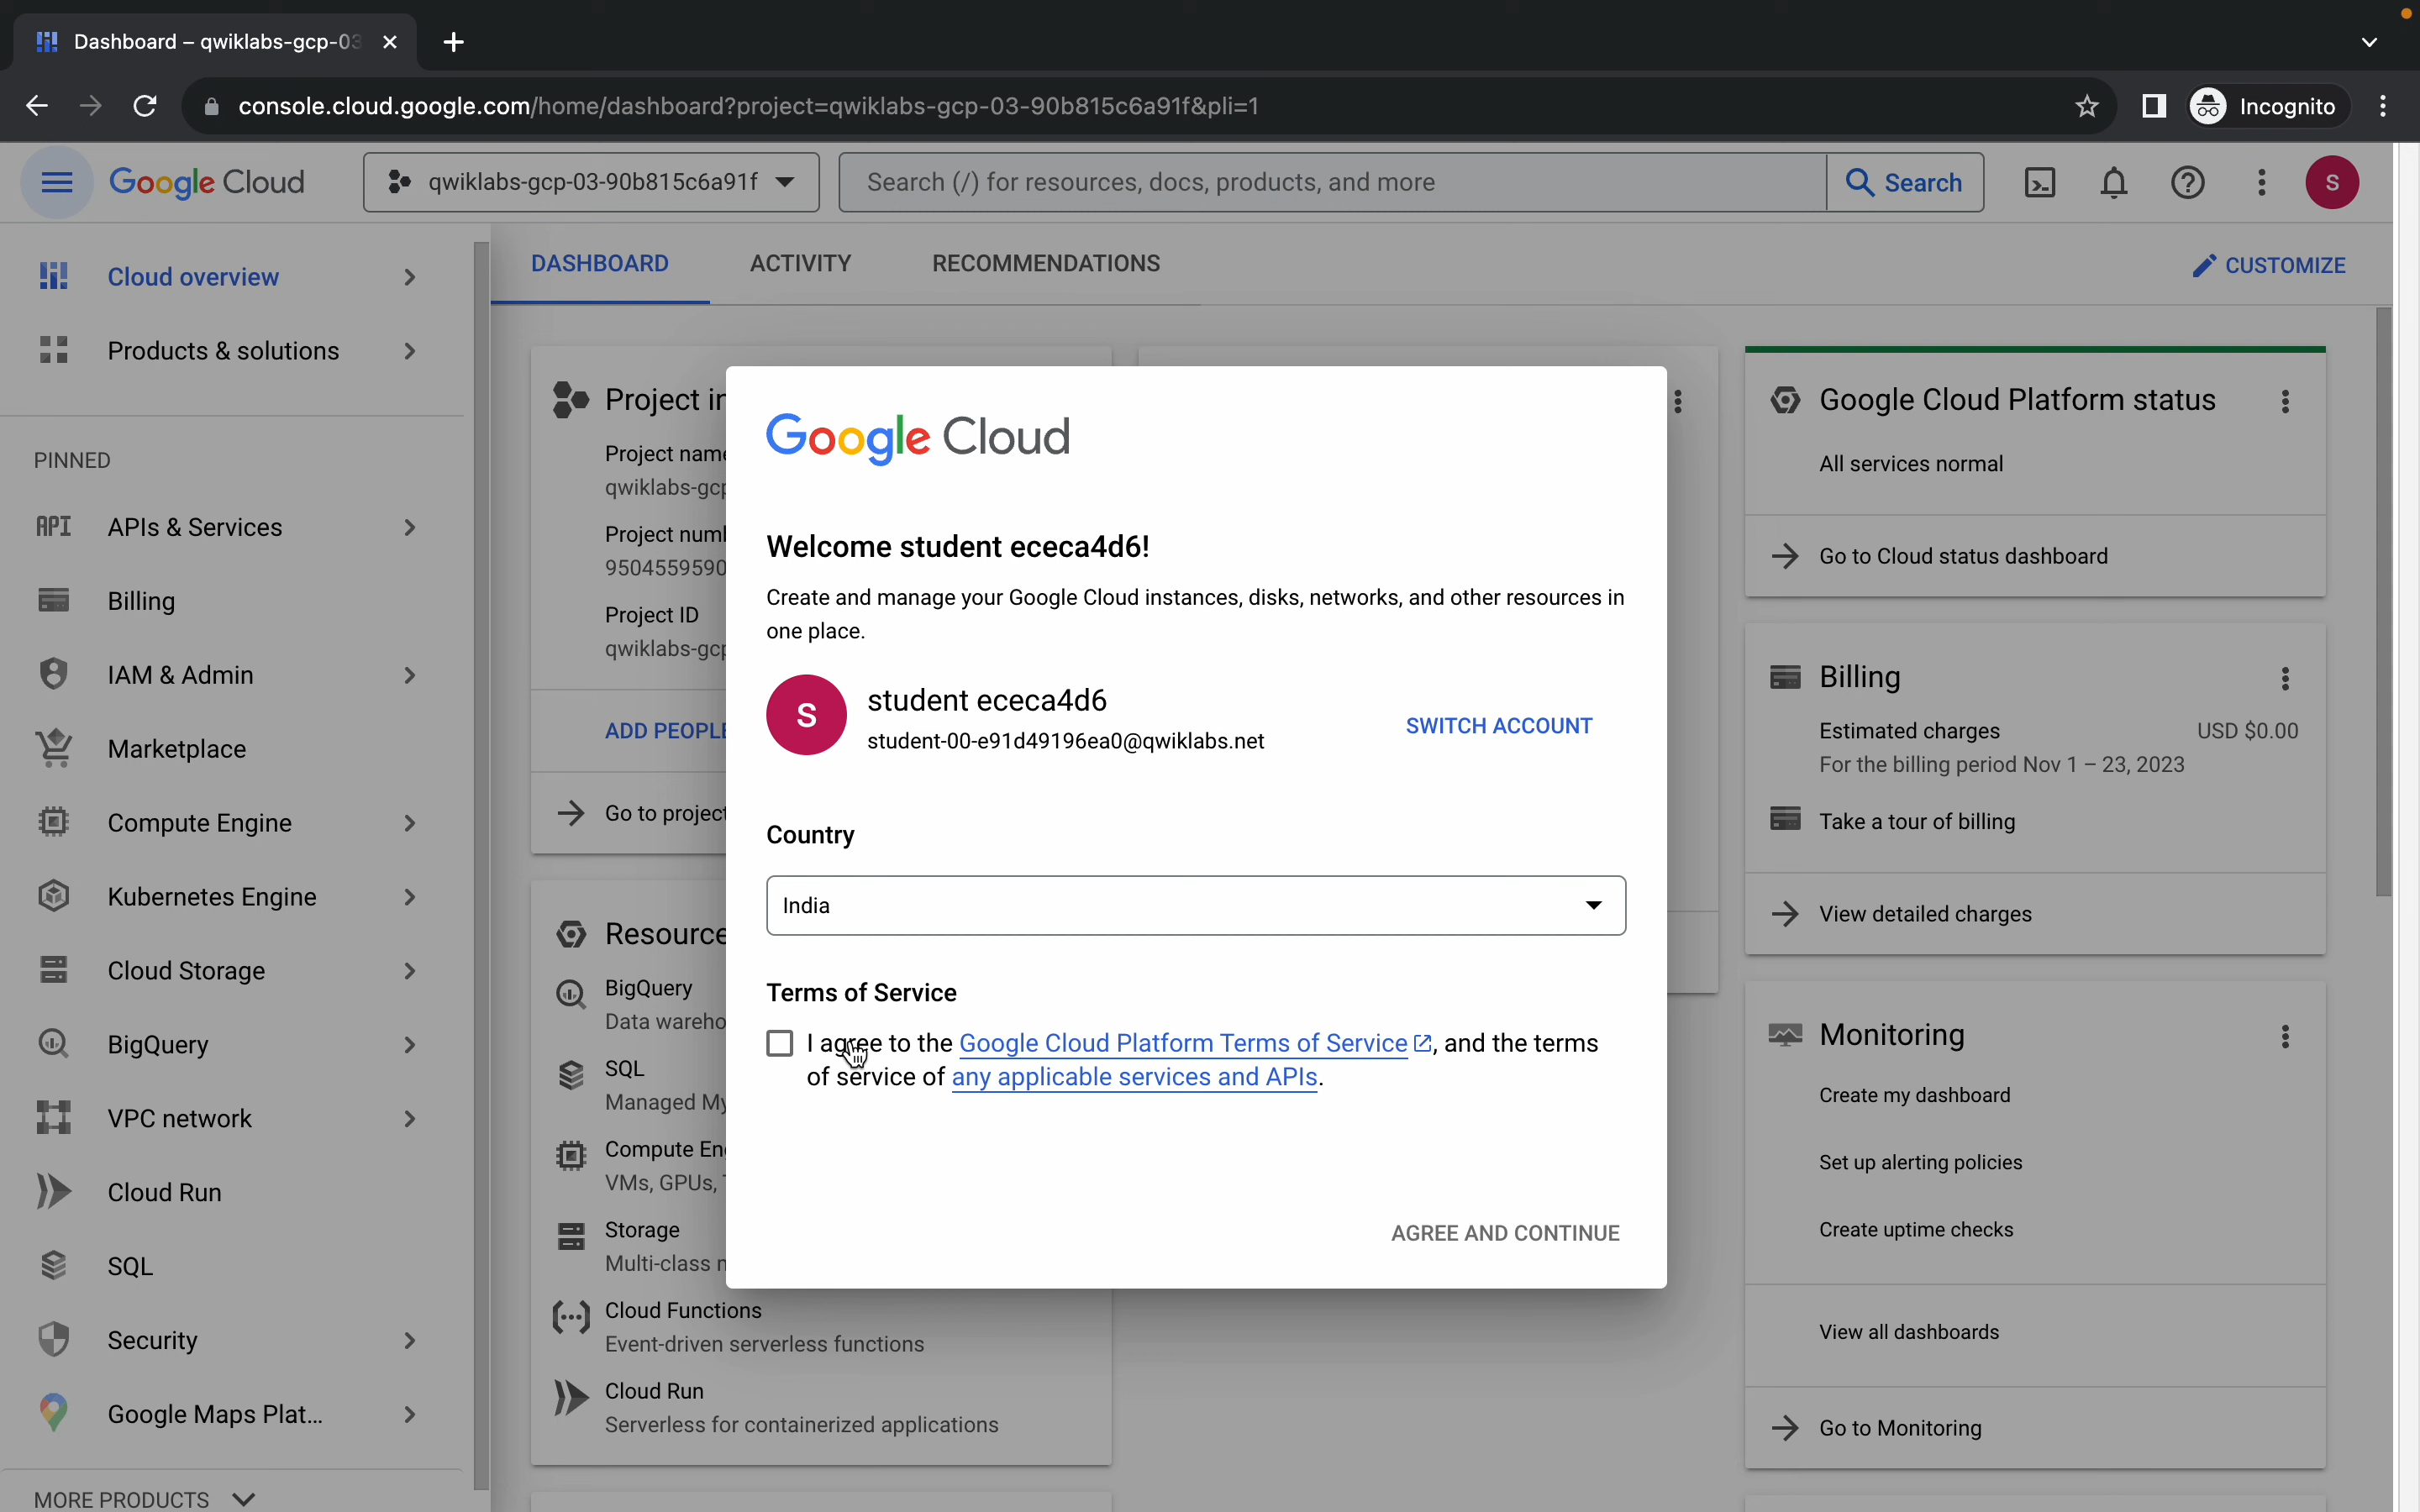 Dashboard – qwiklabs-gcp-03
console.cloud.google.com/home/dashboard?project=qwiklabs-gcp-03-90b815c6a91f&pli=1
Incognito
Google Cloud
qwiklabs-gcp-03-90b815c6a91f
Search (/) for resources, docs, products, and more
Search
S
Cloud overview
Products & solutions
PINNED
API APIs & Services
Billing
IAM & Admin
Marketplace
Compute Engine
Kubernetes Engine
Cloud Storage
BigQuery
VPC network
Cloud Run
SQL
Security
Google Maps Plat...
MORE PRODUCTS
DASHBOARD
ACTIVITY
RECOMMENDATIONS
CUSTOMIZE
Project
Project name
qwiklabs-gcp
Project
9504559590
Project ID
qwiklabs-gcp
ADD PEOPLE
Go to project
Resource
BigQuery
Data
SQL
Managed
Compute
VMs, GPUs,
Storage
Multi-class
Cloud Functions
Event-driven serverless functions
Cloud Run
Serverless for containerized applications
Google Cloud
Welcome student ececa4d6!
Create and manage your Google Cloud instances, disks, networks, and other resources in
one place.
S
student ececa4d6
student-00-e91d49196ea0@qwiklabs.net
SWITCH ACCOUNT
Country
India
Terms of Service
I agree to the Google Cloud Platform Terms of Service, and the terms
of service of any applicable services and APIs.
AGREE AND CONTINUE
Google Cloud Platform status
All services normal
Go to Cloud status dashboard
Billing
Estimated charges
USD $0.00
For the billing period Nov 1 – 23, 2023
Take a tour of billing
View detailed charges
Monitoring
Create my dashboard
Set up alerting policies
Create uptime checks
View all dashboards
Go to Monitoring